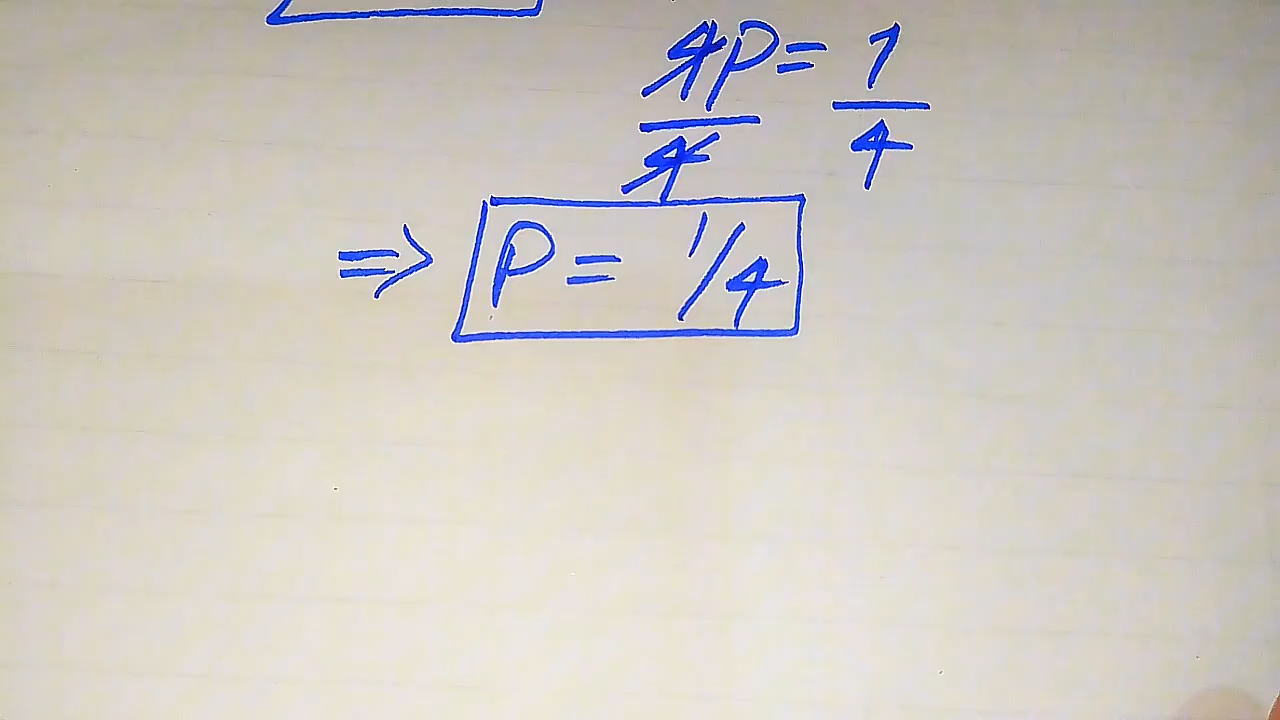 4P = 1
4 4
⇒ P = 1/4